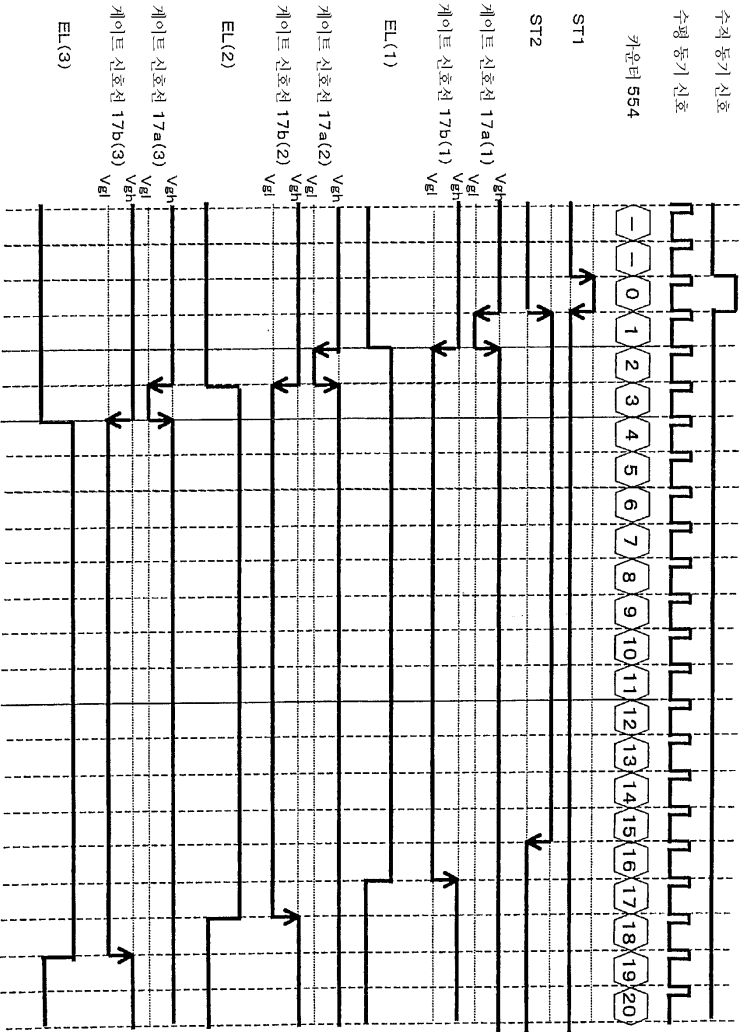 수직 동기 신호
수평 동기 신호
카운터 554
- - 0 1 2 3 4 5 6 7 8 9 10 11 12 13 14 15 16 17 18 19 20
ST1
ST2
게이트 신호선 17a(1)
Vgh
Vgl
게이트 신호선 17b(1)
Vgh
Vgl
EL(1)
게이트 신호선 17a(2)
Vgh
Vgl
게이트 신호선 17b(2)
Vgh
Vgl
EL(2)
게이트 신호선 17a(3)
Vgh
Vgl
게이트 신호선 17b(3)
Vgh
Vgl
EL(3)